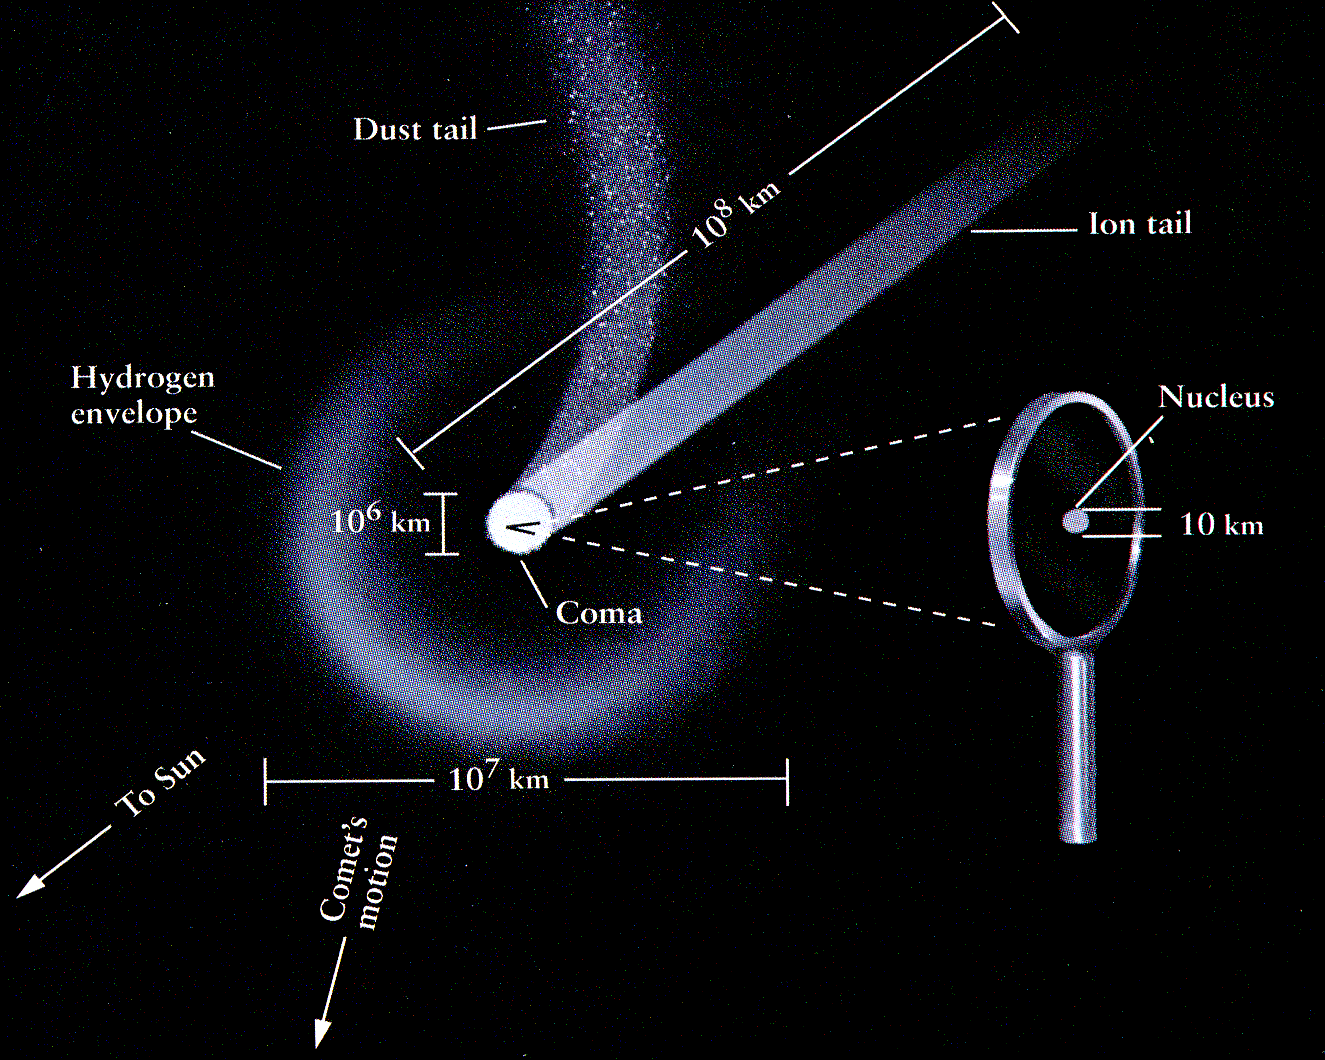 Dust tail
10⁸ km
Ion tail
Hydrogen
envelope
Nucleus
10⁶ km
10 km
Coma
10⁷ km
To Sun
Comet's
motion